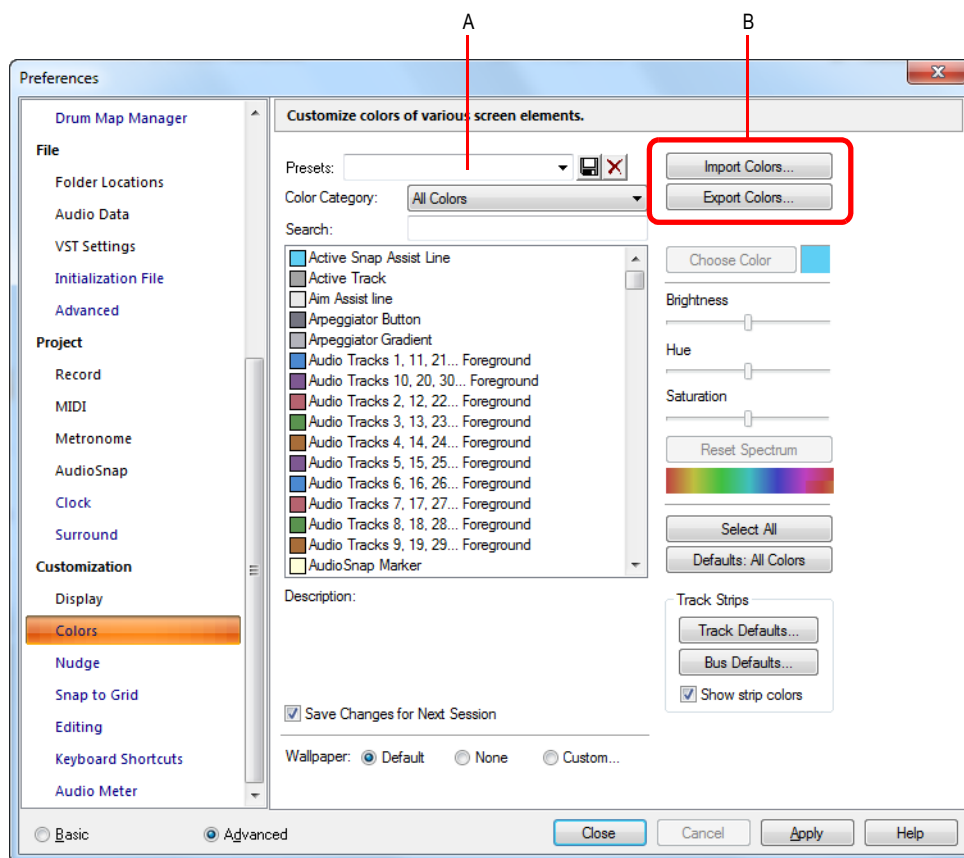 A
B
Preferences
Drum Map Manager
File
Folder Locations
Audio Data
VST Settings
Initialization File
Advanced
Project
Record
MIDI
Metronome
AudioSnap
Clock
Surround
Customization
Display
Colors
Nudge
Snap to Grid
Editing
Keyboard Shortcuts
Audio Meter
Basic
Advanced
Customize colors of various screen elements.
Presets:
Color Category: All Colors
Search:
Active Snap Assist Line
Active Track
Aim Assist line
Arpeggiator Button
Arpeggiator Gradient
Audio Tracks 1, 11, 21... Foreground
Audio Tracks 10, 20, 30... Foreground
Audio Tracks 2, 12, 22... Foreground
Audio Tracks 3, 13, 23... Foreground
Audio Tracks 4, 14, 24... Foreground
Audio Tracks 5, 15, 25... Foreground
Audio Tracks 6, 16, 26... Foreground
Audio Tracks 7, 17, 27... Foreground
Audio Tracks 8, 18, 28... Foreground
Audio Tracks 9, 19, 29... Foreground
AudioSnap Marker
Description:
Save Changes for Next Session
Wallpaper: Default None Custom...
Import Colors...
Export Colors...
Choose Color
Brightness
Hue
Saturation
Reset Spectrum
Select All
Defaults: All Colors
Track Strips
Track Defaults...
Bus Defaults...
Show strip colors
Close Cancel Apply Help